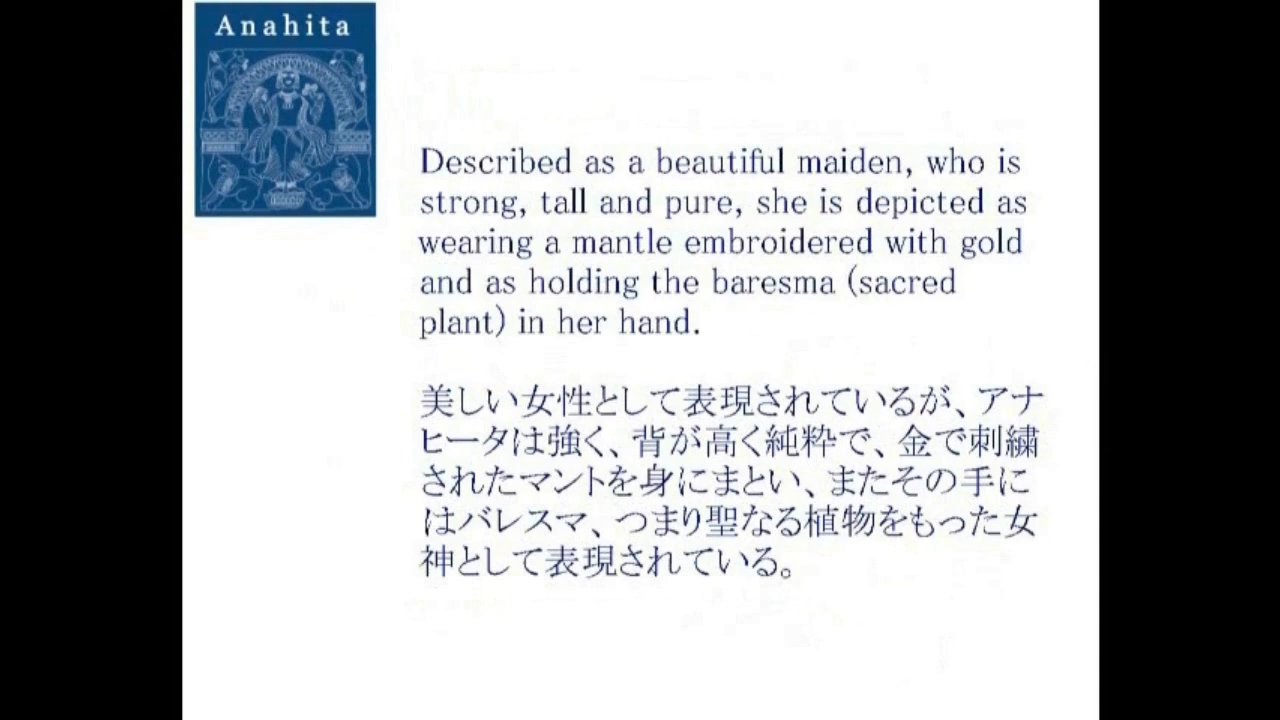 Anahita
Described as a beautiful maiden, who is
strong, tall and pure, she is depicted as
wearing a mantle embroidered with gold
and as holding the baresma (sacred
plant) in her hand.
美しい女性として表現されているが、アナ
ヒータは強く、背が高く純粋で、金で刺繍
されたマントを身にまとい、またその手に
はバレスマ、つまり聖なる植物をもった女
神として表現されている。